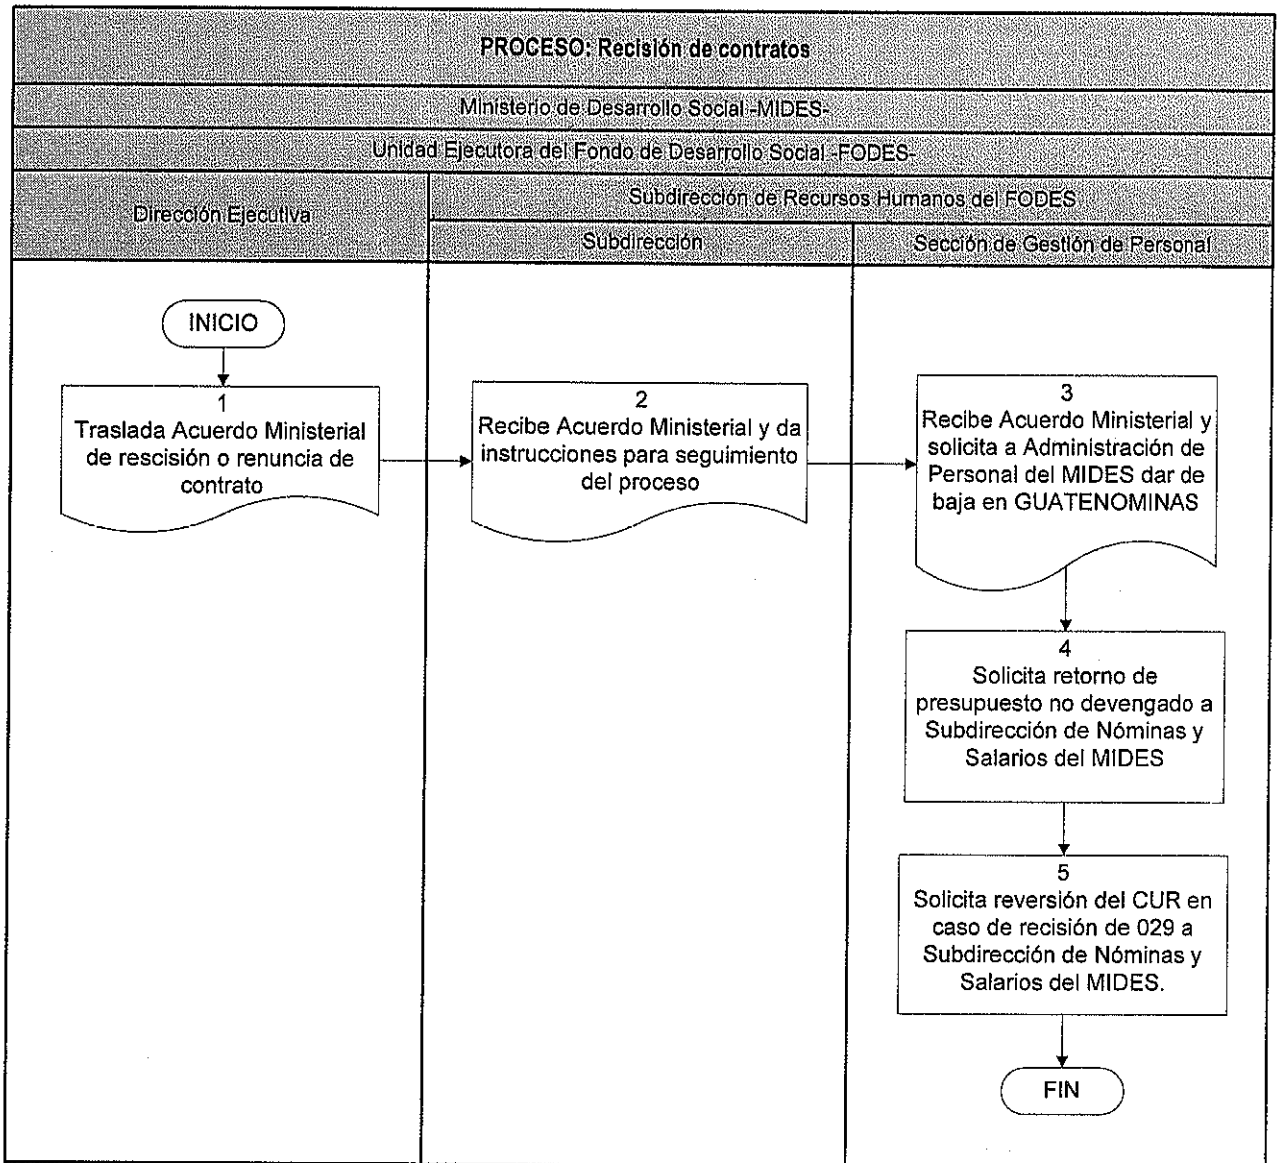 PROCESO: Recisión de contratos
Ministerio de Desarrollo Social -MIDES-
Unidad Ejecutora del Fondo de Desarrollo Social -FODES-
Dirección Ejecutiva
Subdirección de Recursos Humanos del FODES
Subdirección
Sección de Gestión de Personal
INICIO
1
Traslada Acuerdo Ministerial
de rescisión o renuncia de
contrato
2
Recibe Acuerdo Ministerial y da
instrucciones para seguimiento
del proceso
3
Recibe Acuerdo Ministerial y
solicita a Administración de
Personal del MIDES dar de
baja en GUATENOMINAS
4
Solicita retorno de
presupuesto no devengado a
Subdirección de Nóminas y
Salarios del MIDES
5
Solicita reversión del CUR en
caso de recisión de 029 a
Subdirección de Nóminas y
Salarios del MIDES.
FIN